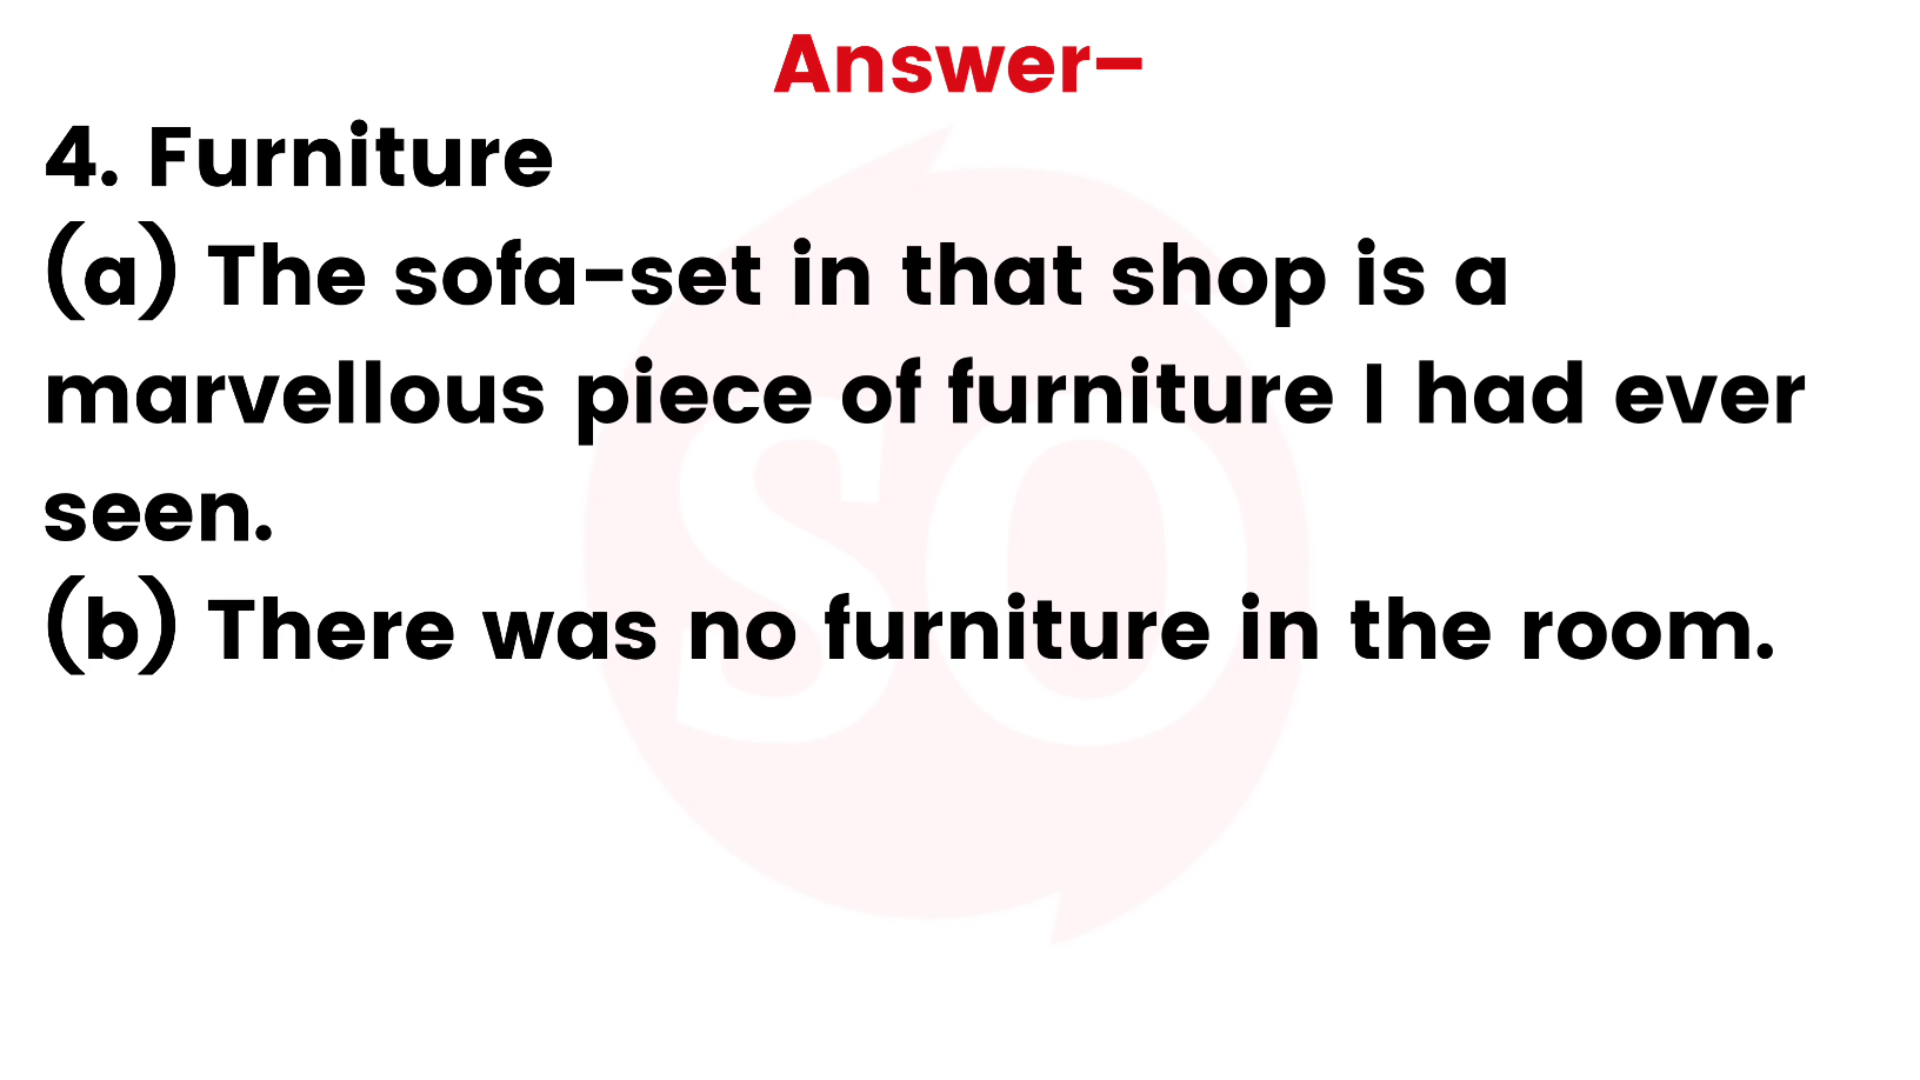 Answer–
4. Furniture
(a) The sofa-set in that shop is a
marvellous piece of furniture I had ever
seen.
(b) There was no furniture in the room.
SO